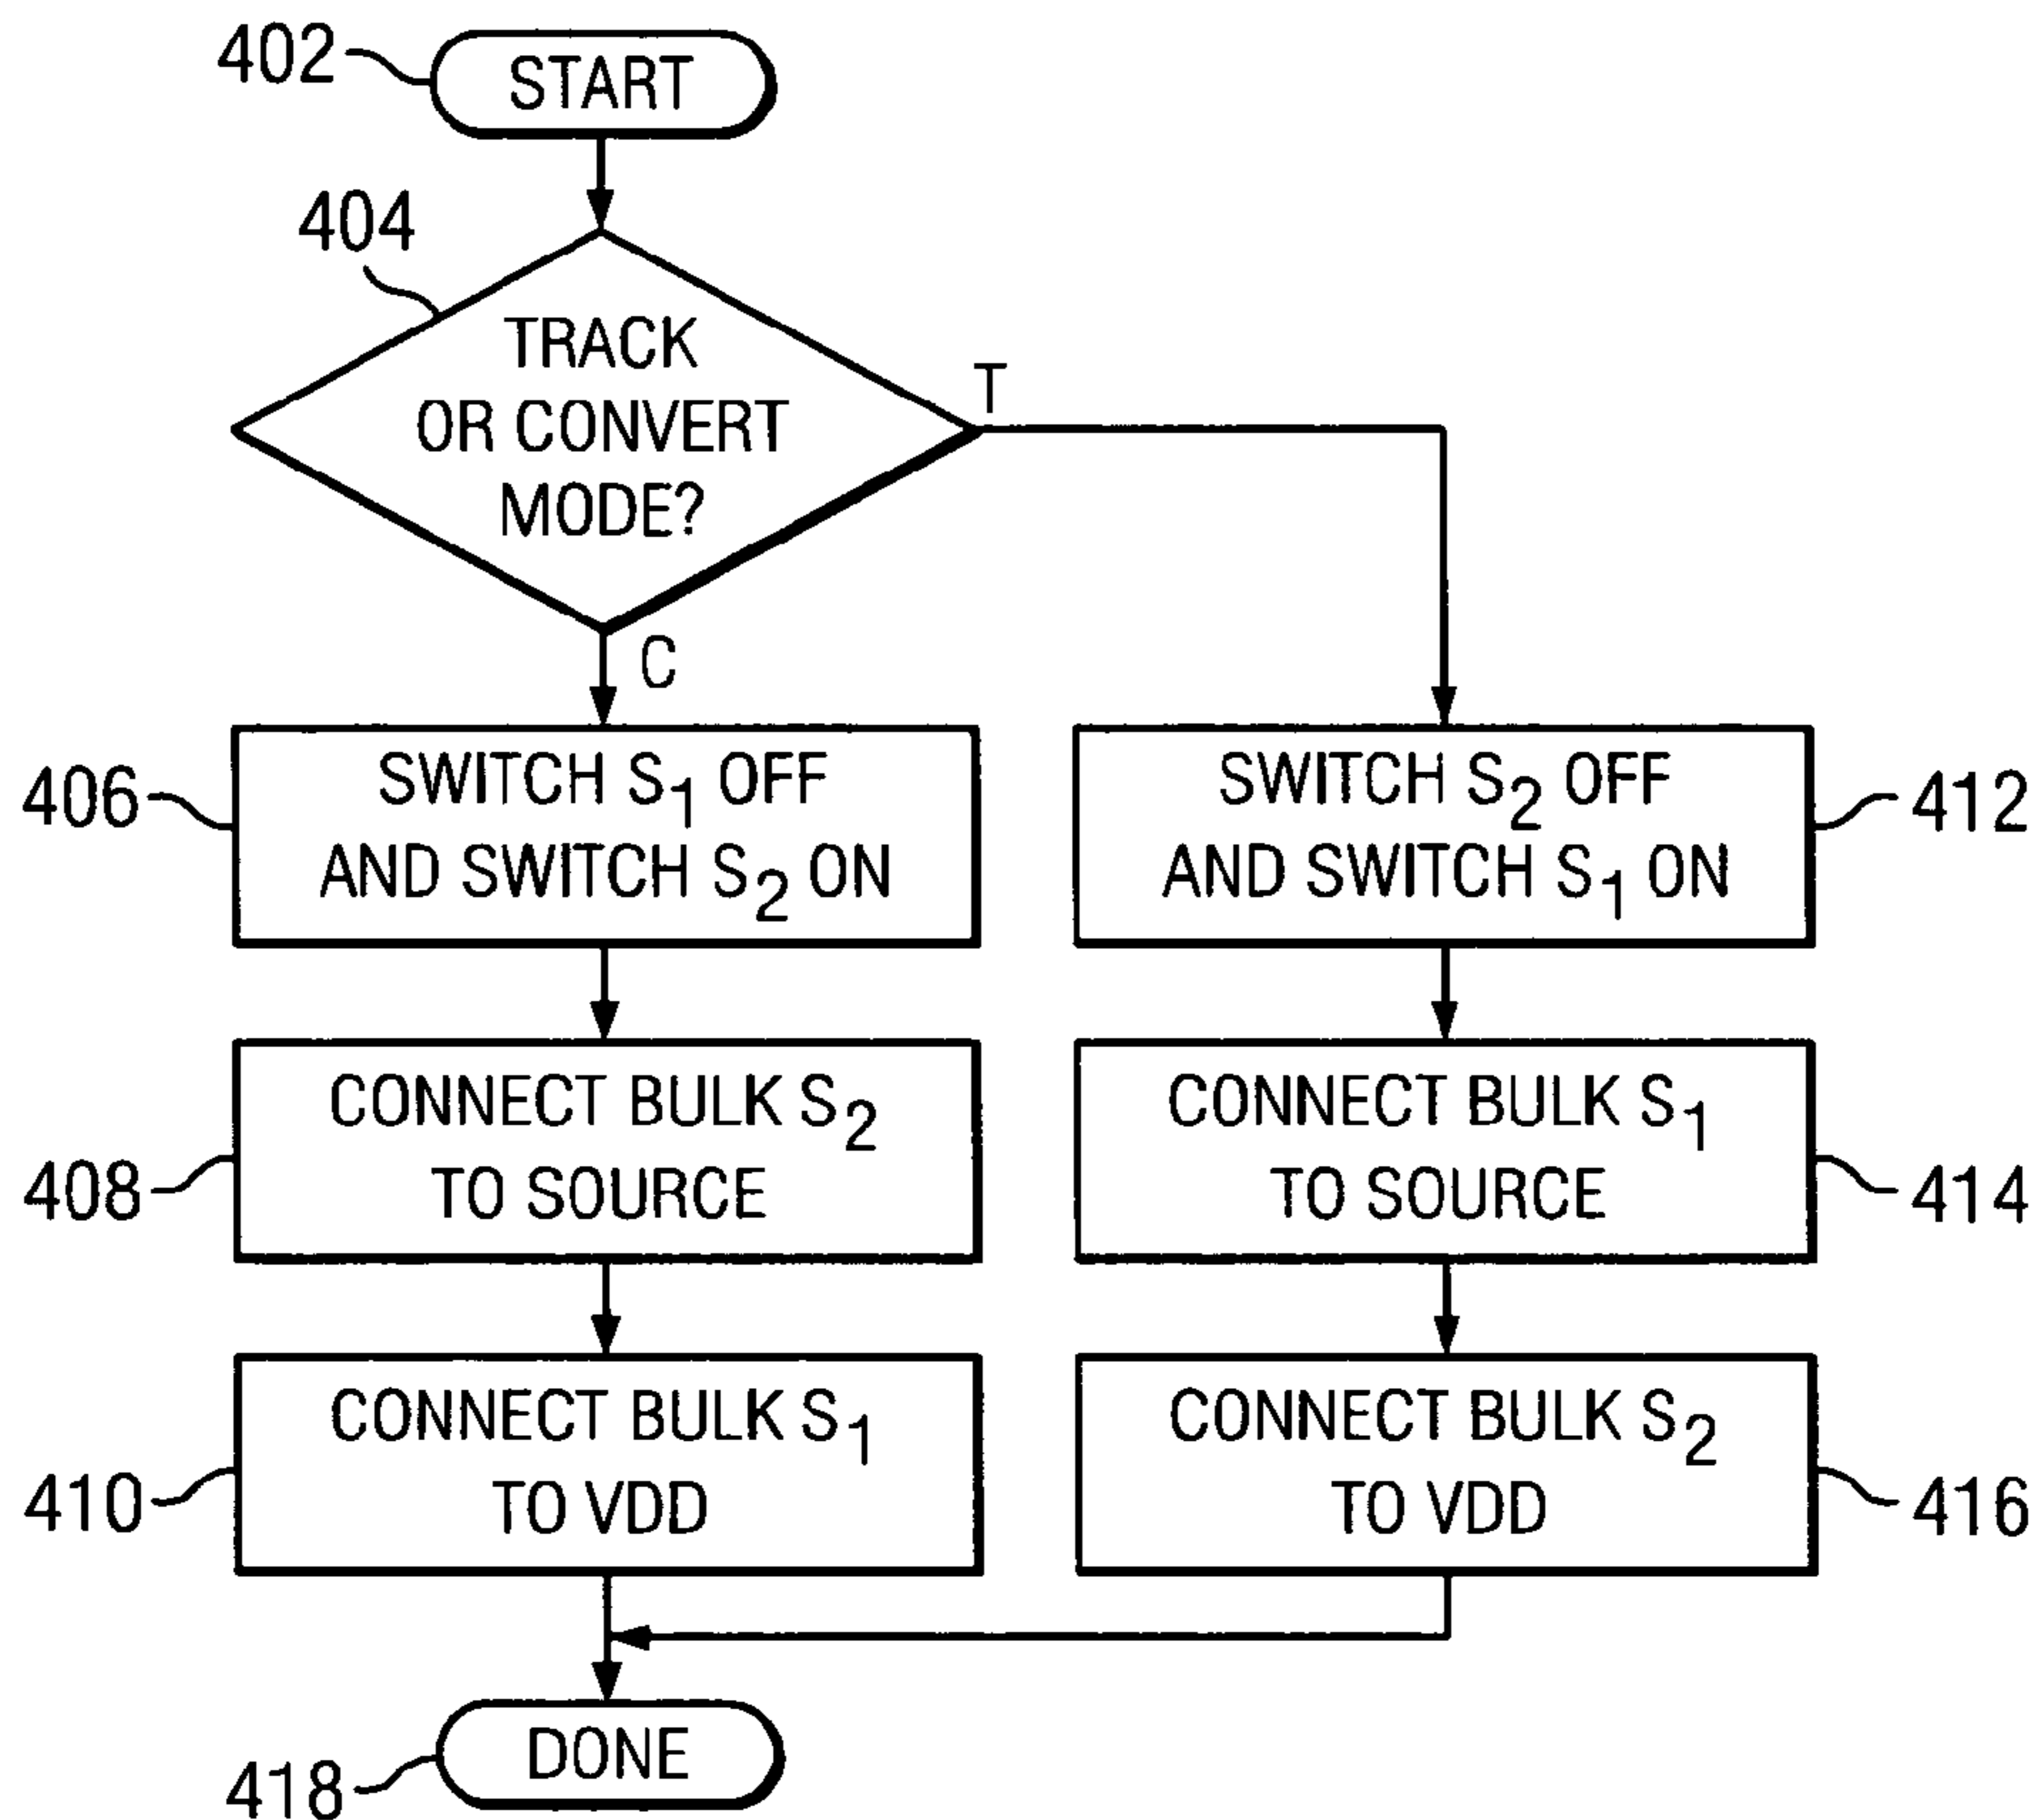 402
START
404
TRACK
OR CONVERT
MODE?
T
C
406
SWITCH S1 OFF
AND SWITCH S2 ON
SWITCH S2 OFF
AND SWITCH S1 ON
412
408
CONNECT BULK S2
TO SOURCE
CONNECT BULK S1
TO SOURCE
414
410
CONNECT BULK S1
TO VDD
CONNECT BULK S2
TO VDD
416
418
DONE